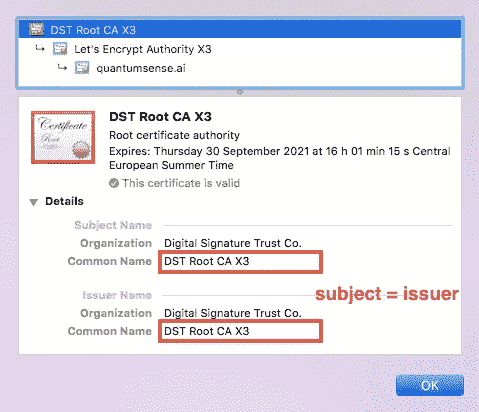 DST Root CA X3
Let's Encrypt Authority X3
quantumsense.ai
Certificate
Root
DST Root CA X3
Root certificate authority
Expires: Thursday 30 September 2021 at 16 h 01 min 15 s Central
European Summer Time
This certificate is valid
Details
Subject Name
Organization Digital Signature Trust Co.
Common Name DST Root CA X3
subject = issuer
Issuer Name
Organization Digital Signature Trust Co.
Common Name DST Root CA X3
OK